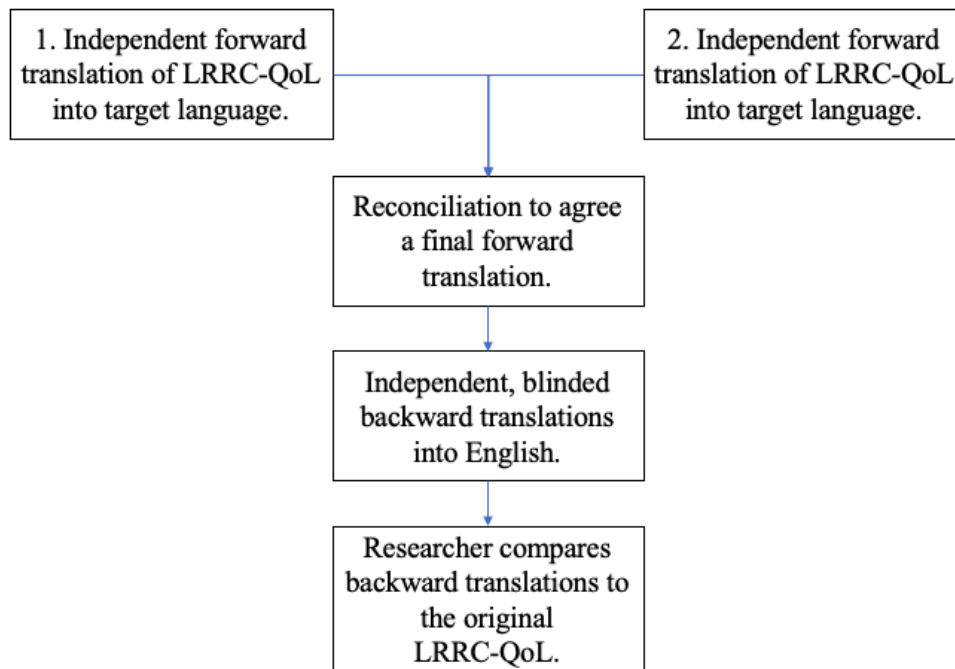 1. Independent forward
translation of LRRC-QoL
into target language.
2. Independent forward
translation of LRRC-QoL
into target language.
Reconciliation to agree
a final forward
translation.
Independent, blinded
backward translations
into English.
Researcher compares
backward translations to
the original
LRRC-QoL.